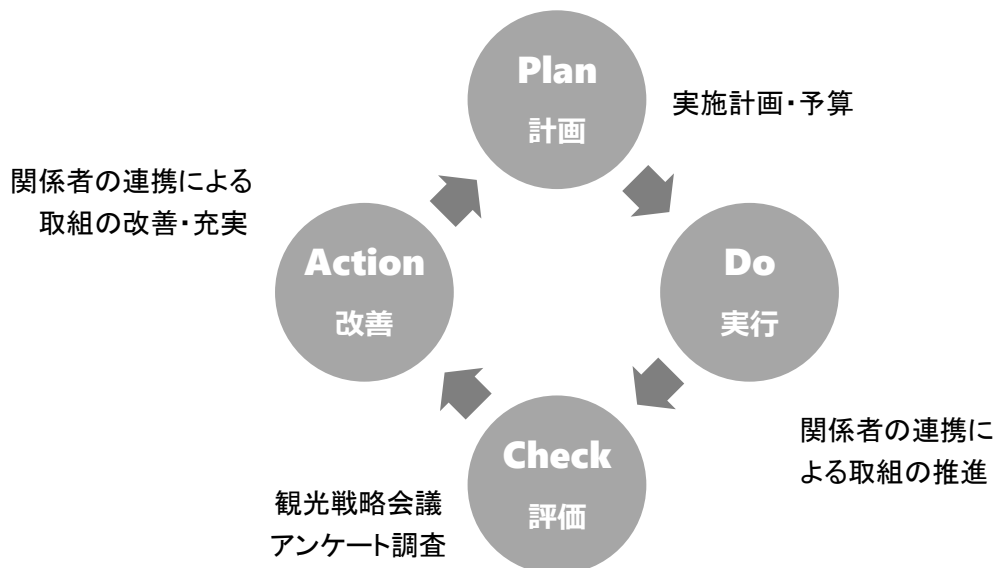 Plan
計画
実施計画・予算
関係者の連携による
取組の改善・充実
Action
改善
Do
実行
関係者の連携に
よる取組の推進
Check
評価
観光戦略会議
アンケート調査